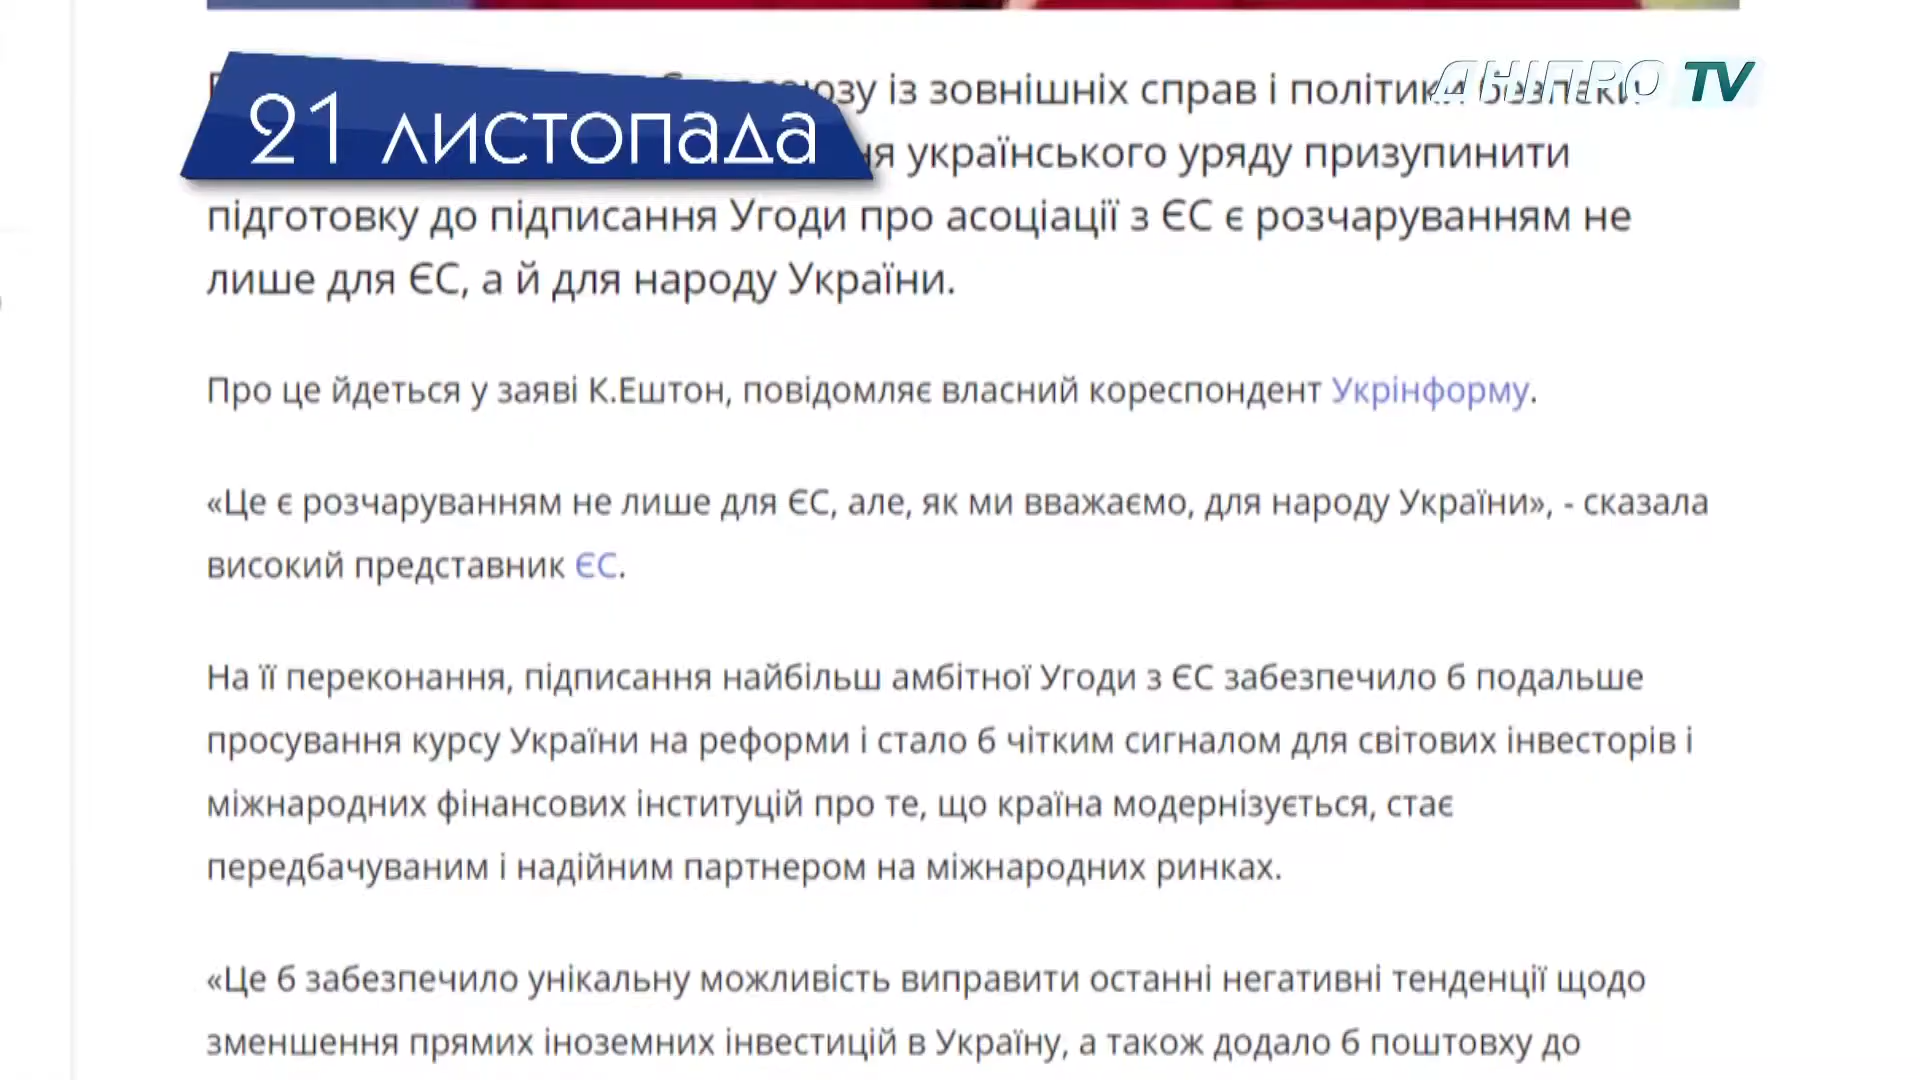 21 листопада
ДНІПРО TV
із зовнішніх справ і політики безпеки
українського уряду призупинити
підготовку до підписання Угоди про асоціації з ЄС є розчаруванням не
лише для ЄС, а й для народу України.
Про це йдеться у заяві К.Ештон, повідомляє власний кореспондент Укрінформу.
«Це є розчаруванням не лише для ЄС, але, як ми вважаємо, для народу України», - сказала
високий представник ЄС.
На її переконання, підписання найбільш амбітної Угоди з ЄС забезпечило б подальше
просування курсу України на реформи і стало б чітким сигналом для світових інвесторів і
міжнародних фінансових інституцій про те, що країна модернізується, стає
передбачуваним і надійним партнером на міжнародних ринках.
«Це б забезпечило унікальну можливість виправити останні негативні тенденції щодо
зменшення прямих іноземних інвестицій в Україну, а також додало б поштовху до